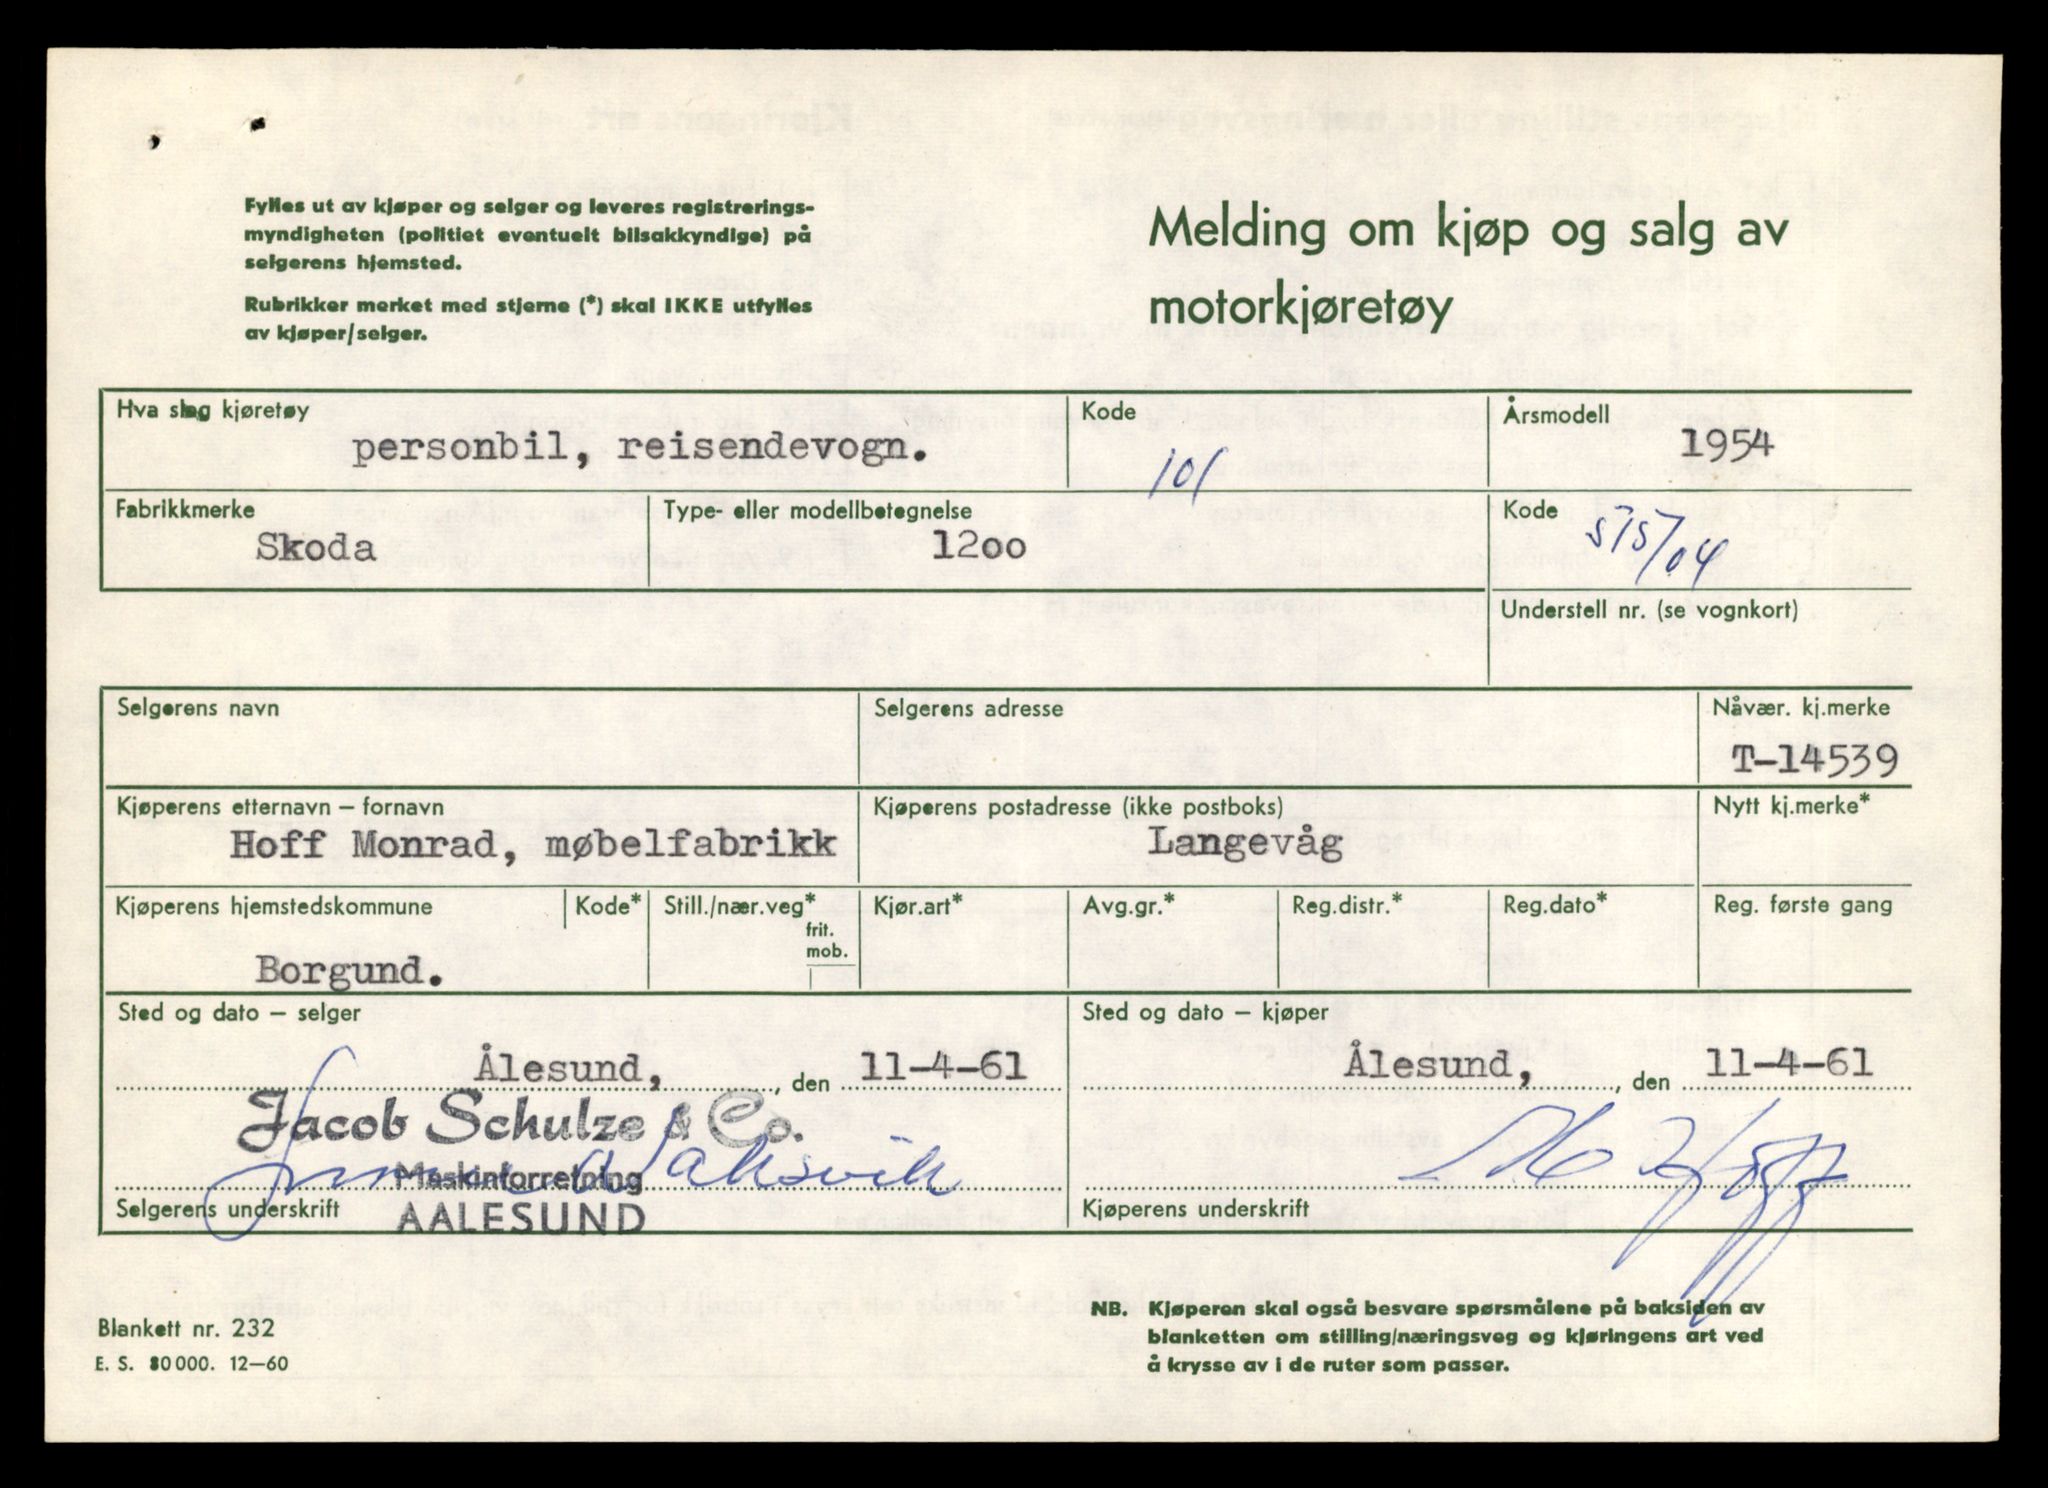 Fylles ut av kjøper og selger og leveres registrerings-
myndigheten (politiet eventuelt bilsakkyndige) på
selgerens hjemsted.
Rubrikker merket med stjerne (*) skal IKKE utfylles
av kjøper/selger.
Melding om kjøp og salg av
motorkjøretøy
Hva slag kjøretøy
personbil, reisendevogn.
Kode
101
Årsmodell
1954
Fabrikkmerke
Skoda
Type- eller modellbetegnelse
12oo
Kode
515/04
Understell nr. (se vognkort)
Selgerens navn
Selgerens adresse
Nåvær. kj.merke
T-14539
Kjøperens etternavn – fornavn
Hoff Monrad, møbelfabrikk
Kjøperens postadresse (ikke postboks)
Langevåg
Nytt kj.merke*
Kjøperens hjemstedskommune
Borgund.
Kode*
Still./nær.veg*
frit.
mob.
Kjør.art*
Avg.gr.*
Reg.distr.*
Reg.dato*
Reg. første gang
Sted og dato – selger
Ålesund, den 11-4-61
Jacob Schulze & Co.
Maskinforretning
AALESUND
Selgerens underskrift
Sted og dato – kjøper
Ålesund, den 11-4-61
Kjøperens underskrift
Blankett nr. 232
E. S. 80000. 12–60
NB. Kjøperen skal også besvare spørsmålene på baksiden av
blanketten om stilling/næringsveg og kjøringens art ved
å krysse av i de ruter som passer.